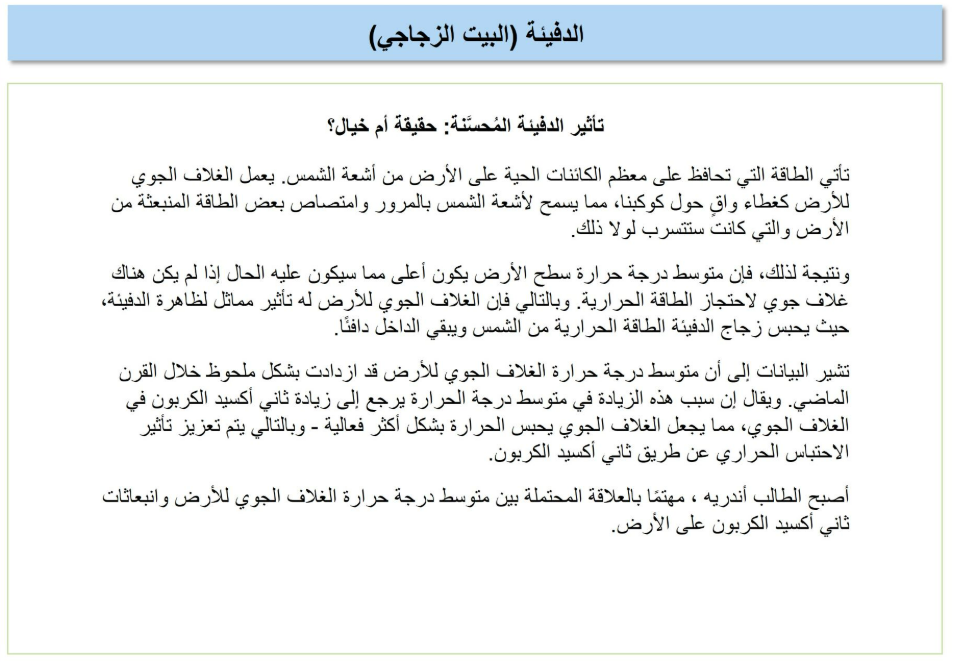 الدفيئة (البيت الزجاجي)
تأثير الدفيئة المُحسَّنة: حقيقة أم خيال؟
تأتي الطاقة التي تحافظ على معظم الكائنات الحية على الأرض من أشعة الشمس. يعمل الغلاف الجوي
للأرض كغطاء واقٍ حول كوكبنا، مما يسمح لأشعة الشمس بالمرور وامتصاص بعض الطاقة المنبعثة من
الأرض والتي كانت ستتسرب لولا ذلك.
ونتيجة لذلك، فإن متوسط درجة حرارة سطح الأرض يكون أعلى مما سيكون عليه الحال إذا لم يكن هناك
غلاف جوي لاحتجاز الطاقة الحرارية. وبالتالي فإن الغلاف الجوي للأرض له تأثير مماثل لظاهرة الدفيئة،
حيث يحبس زجاج الدفيئة الطاقة الحرارية من الشمس ويبقي الداخل دافئًا.
تشير البيانات إلى أن متوسط درجة حرارة الغلاف الجوي للأرض قد ازدادت بشكل ملحوظ خلال القرن
الماضي. ويقال إن سبب هذه الزيادة في متوسط درجة الحرارة يرجع إلى زيادة ثاني أكسيد الكربون في
الغلاف الجوي، مما يجعل الغلاف الجوي يحبس الحرارة بشكل أكثر فعالية - وبالتالي يتم تعزيز تأثير
الاحتباس الحراري عن طريق ثاني أكسيد الكربون.
أصبح الطالب أندريه ، مهتمًا بالعلاقة المحتملة بين متوسط درجة حرارة الغلاف الجوي للأرض وانبعاثات
ثاني أكسيد الكربون على الأرض.